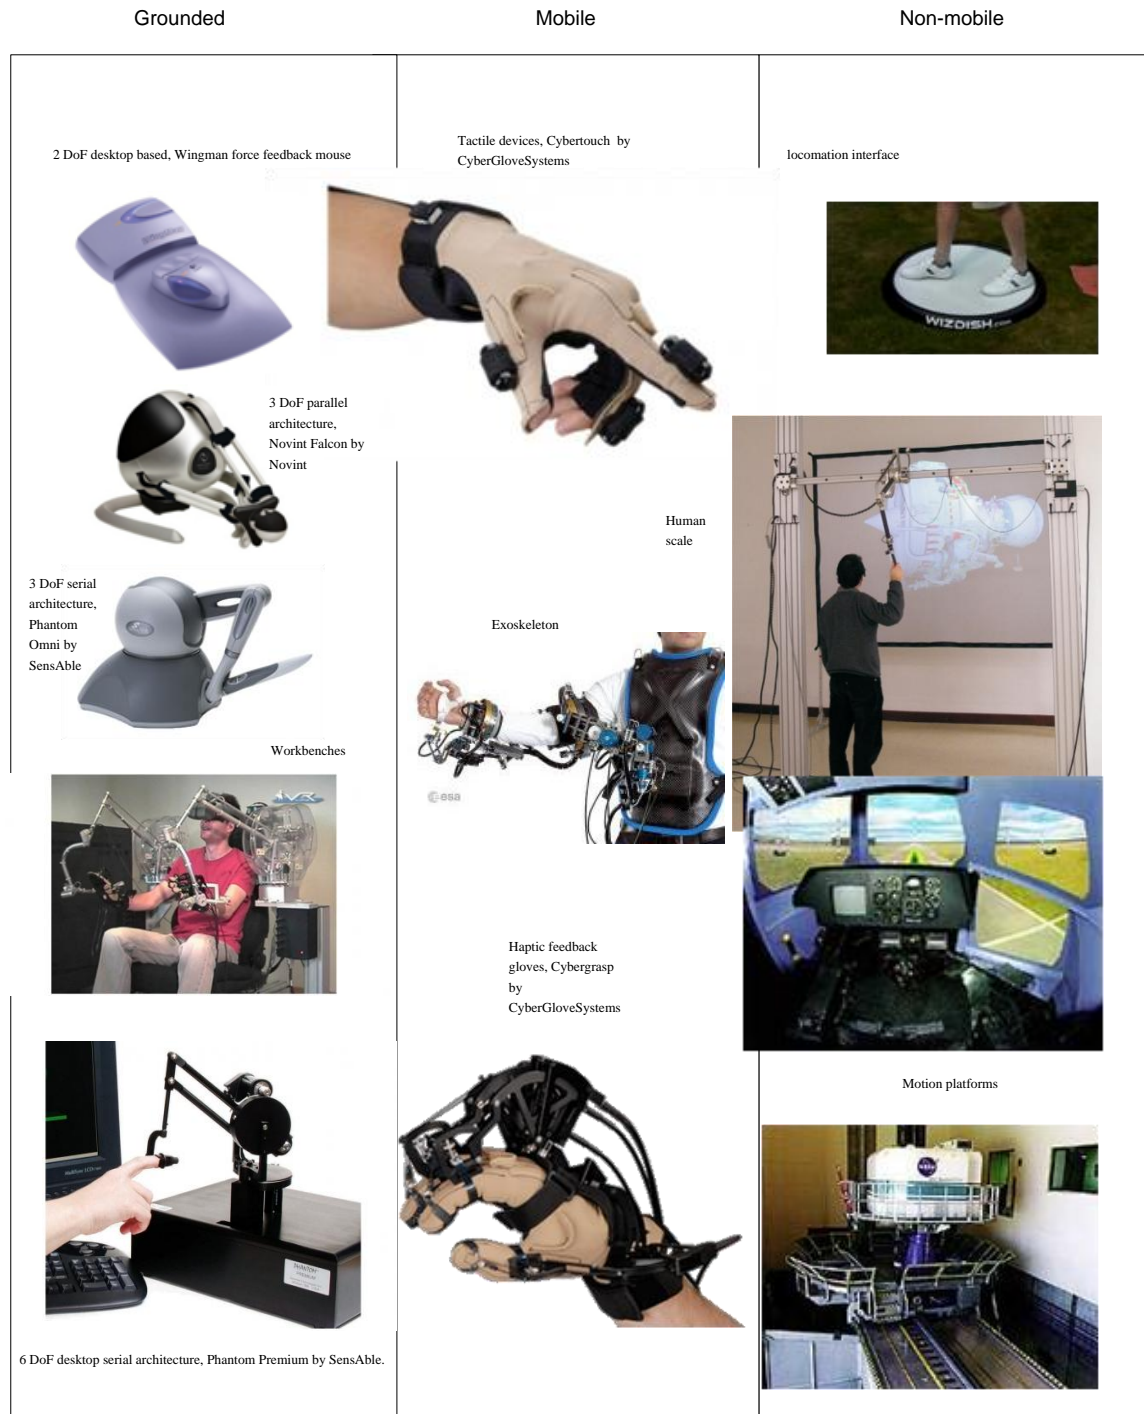 Grounded
Mobile
Non-mobile
2 DoF desktop based, Wingman force feedback mouse
3 DoF parallel
architecture,
Novint Falcon by
Novint
3 DoF serial
architecture,
Phantom
Omni by
SensAble
Workbenches
6 DoF desktop serial architecture, Phantom Premium by SensAble.
Tactile devices, Cybertouch by
CyberGloveSystems
Exoskeleton
esa
Haptic feedback
gloves, Cybergrasp
by
CyberGloveSystems
locomation interface
WIZDISH.com
Human
scale
Motion platforms
NASA